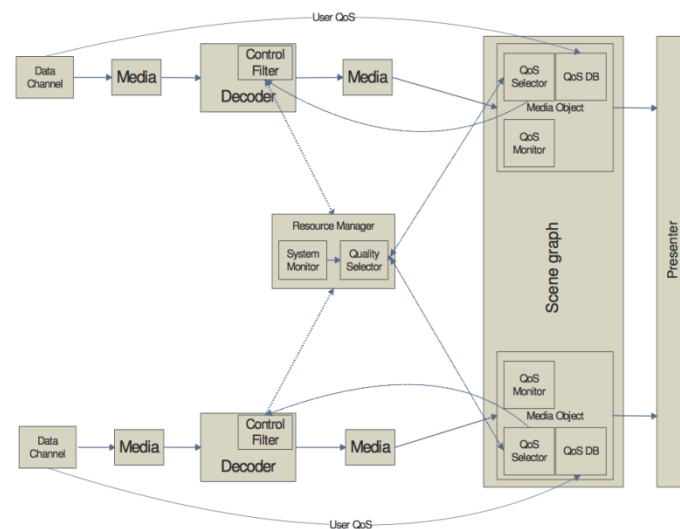 User QoS
Data
Channel
Media
Control
Filter
Decoder
Media
QoS
Selector
QoS DB
Media Object
QoS
Monitor
Resource Manager
System
Monitor
Quality
Selector
Scene graph
Presenter
QoS
Monitor
Media Object
QoS
Selector
QoS DB
Data
Channel
Media
Control
Filter
Decoder
Media
User QoS